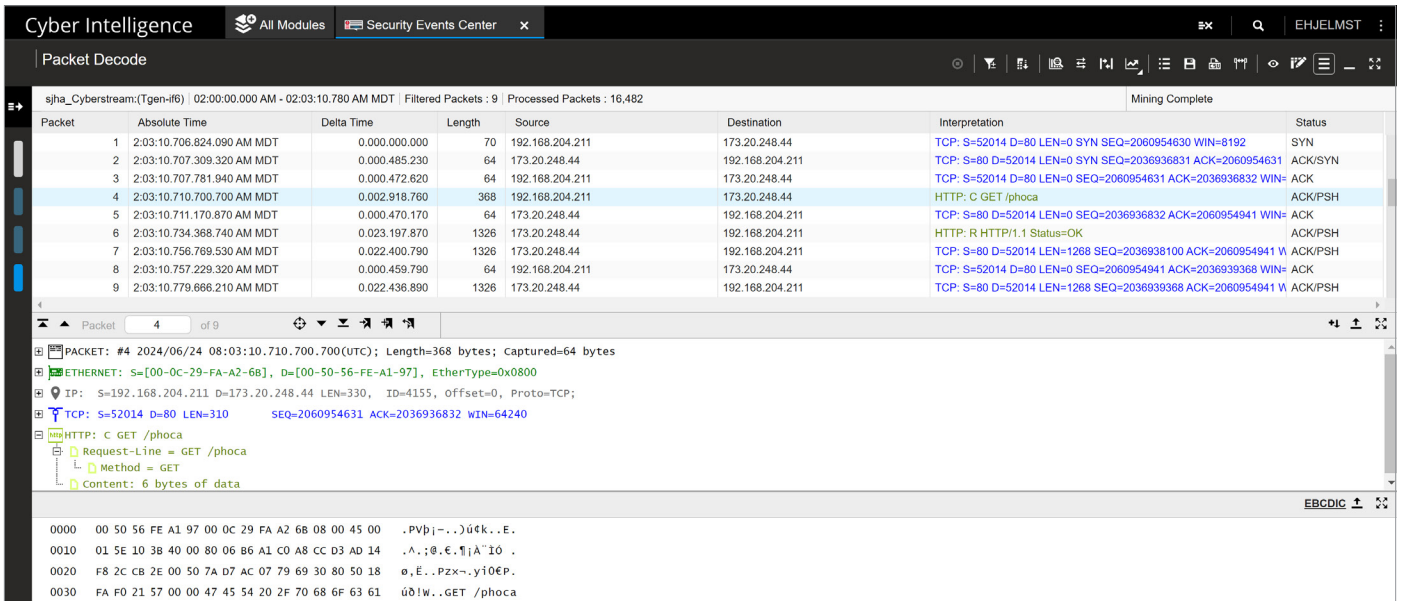 Cyber Intelligence All Modules Security Events Center × EHJELMST
Packet Decode
sjha_Cyberstream:(Tgen-if6) 02:00:00.000 AM - 02:03:10.780 AM MDT Filtered Packets : 9 Processed Packets : 16,482 Mining Complete
Packet Absolute Time Delta Time Length Source Destination Interpretation Status
1 2:03:10.706.824.090 AM MDT 0.000.000.000 70 192.168.204.211 173.20.248.44 TCP: S=52014 D=80 LEN=0 SYN SEQ=2060954630 WIN=8192 SYN
2 2:03:10.707.309.320 AM MDT 0.000.485.230 64 173.20.248.44 192.168.204.211 TCP: S=80 D=52014 LEN=0 SEQ=2036936831 ACK=2060954631 ACK/SYN
3 2:03:10.707.781.940 AM MDT 0.000.472.620 64 192.168.204.211 173.20.248.44 TCP: S=52014 D=80 LEN=0 SEQ=2060954631 ACK=2036936832 WIN= ACK
4 2:03:10.710.700.700 AM MDT 0.002.918.760 368 192.168.204.211 173.20.248.44 HTTP: C GET /phoca ACK/PSH
5 2:03:10.711.170.870 AM MDT 0.000.470.170 64 173.20.248.44 192.168.204.211 TCP: S=80 D=52014 LEN=0 SEQ=2036936832 ACK=2060954941 WIN= ACK
6 2:03:10.734.368.740 AM MDT 0.023.197.870 1326 173.20.248.44 192.168.204.211 HTTP: R HTTP/1.1 Status=OK ACK/PSH
7 2:03:10.756.769.530 AM MDT 0.022.400.790 1326 173.20.248.44 192.168.204.211 TCP: S=80 D=52014 LEN=1268 SEQ=2036938100 ACK=2060954941 W ACK/PSH
8 2:03:10.757.229.320 AM MDT 0.000.459.790 64 192.168.204.211 173.20.248.44 TCP: S=52014 D=80 LEN=0 SEQ=2060954941 ACK=2036939368 WIN= ACK
9 2:03:10.779.666.210 AM MDT 0.022.436.890 1326 173.20.248.44 192.168.204.211 TCP: S=80 D=52014 LEN=1268 SEQ=2036939368 ACK=2060954941 W ACK/PSH
Packet 4 of 9
PACKET: #4 2024/06/24 08:03:10.710.700.700(UTC); Length=368 bytes; Captured=64 bytes
ETHERNET: S=[00-0C-29-FA-A2-6B], D=[00-50-56-FE-A1-97], EtherType=0x0800
IP: S=192.168.204.211 D=173.20.248.44 LEN=330, ID=4155, Offset=0, Proto=TCP;
TCP: S=52014 D=80 LEN=310 SEQ=2060954631 ACK=2036936832 WIN=64240
http HTTP: C GET /phoca
Request-Line = GET /phoca
Method = GET
Content: 6 bytes of data
EBCDIC
0000 00 50 56 FE A1 97 00 0C 29 FA A2 6B 08 00 45 00 .PVþ¡—..)ú¢k..E.
0010 01 5E 10 3B 40 00 80 06 B6 A1 C0 A8 CC D3 AD 14 .^.;@.€.¶¡À¨ÌÓ .
0020 F8 2C CB 2E 00 50 7A D7 AC 07 79 69 30 80 50 18 ø,Ë..Pz×¬.yi0€P.
0030 FA F0 21 57 00 00 47 45 54 20 2F 70 68 6F 63 61 úð!W..GET /phoca